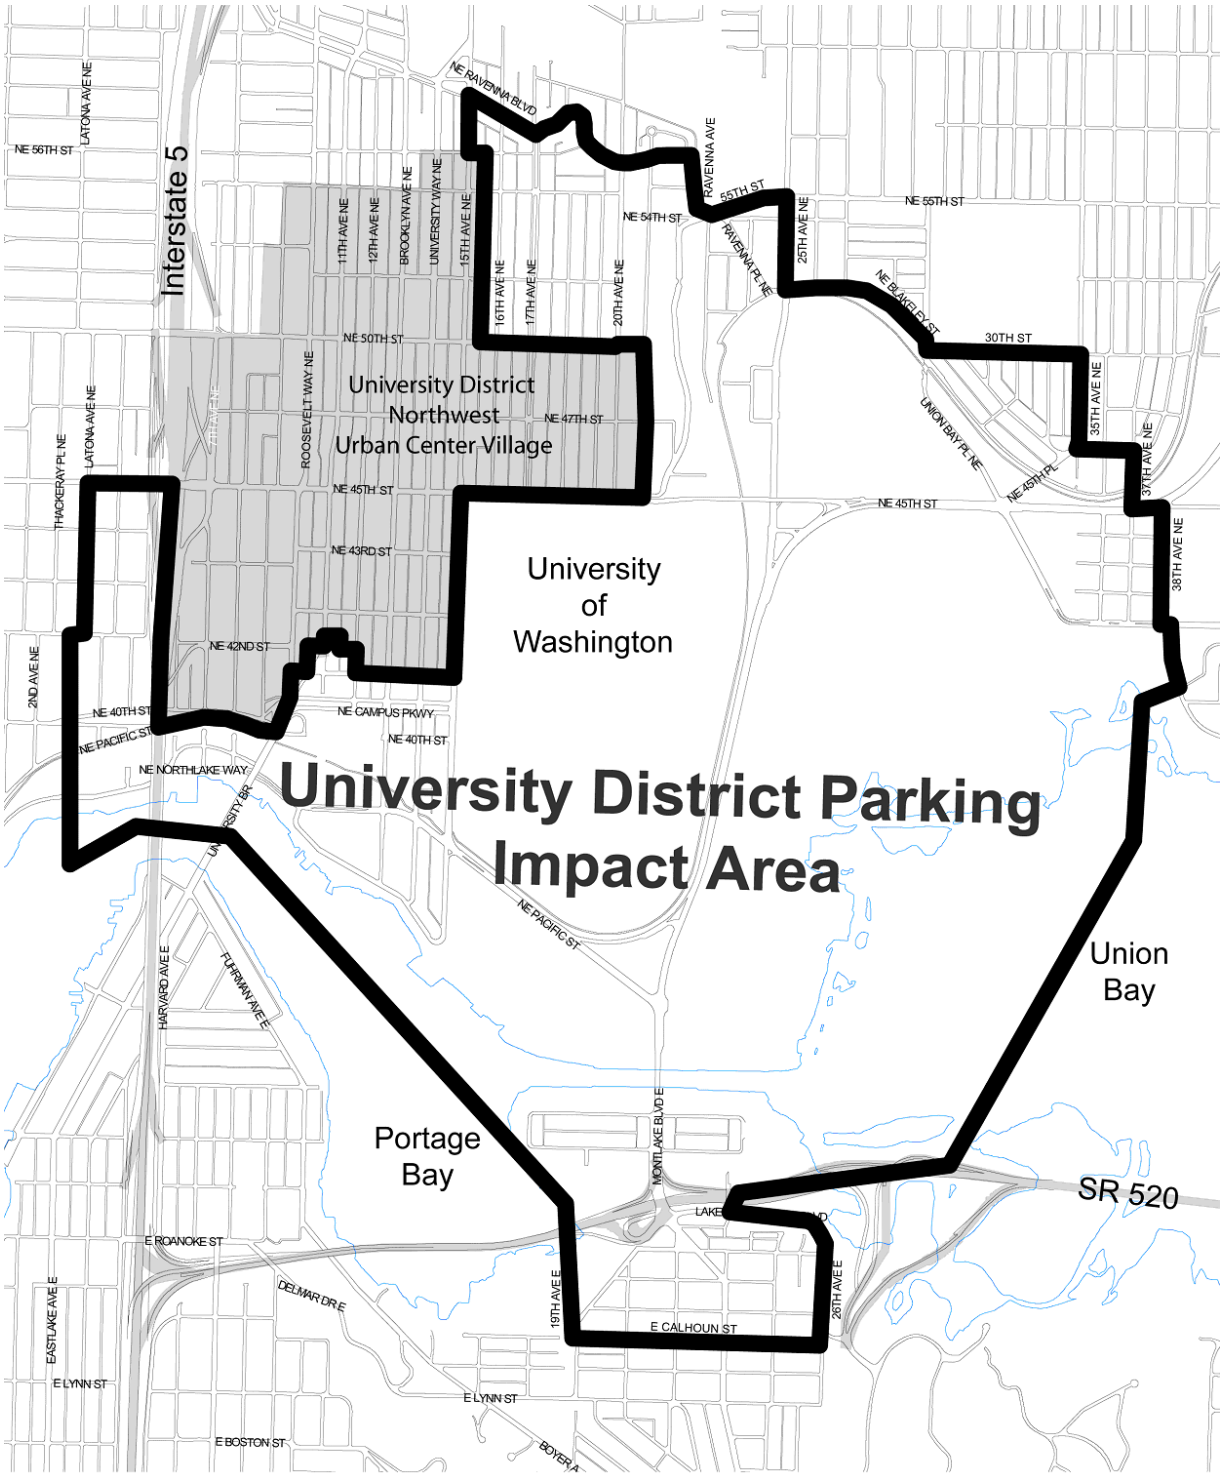 NE RAVENNA BLVD
LATONA AVE NE
NE 56TH ST
Interstate 5
RAVENNA AVE
55TH ST
NE 55TH ST
NE 54TH ST
11TH AVE NE
12TH AVE NE
BROOKLYN AVE NE
UNIVERSITY WAY NE
15TH AVE NE
16TH AVE NE
17TH AVE NE
20TH AVE NE
RAVENNA PL NE
25TH AVE NE
NE BLAKELEY ST
30TH ST
NE 50TH ST
University District
Northwest
Urban Center Village
ROOSEVELT WAY NE
7TH AVE NE
NE 47TH ST
35TH AVE NE
LATONA AVE NE
THACKERAY PL NE
UNION BAY PL NE
37TH AVE NE
NE 45TH PL
NE 45TH ST
NE 45TH ST
NE 43RD ST
38TH AVE NE
University
of
Washington
NE 42ND ST
2ND AVE NE
NE 40TH ST
NE CAMPUS PKWY
NE PACIFIC ST
NE 40TH ST
NE NORTHLAKE WAY
University District Parking
Impact Area
NE PACIFIC ST
HARVARD AVE E
FUHRMAN AVE E
Union
Bay
MONTLAKE BLVD E
Portage
Bay
SR 520
LAKE
E ROANOKE ST
DELMAR DR E
EASTLAKE AVE E
19TH AVE E
26TH AVE E
E CALHOUN ST
E LYNN ST
E LYNN ST
E BOSTON ST
BOYER A